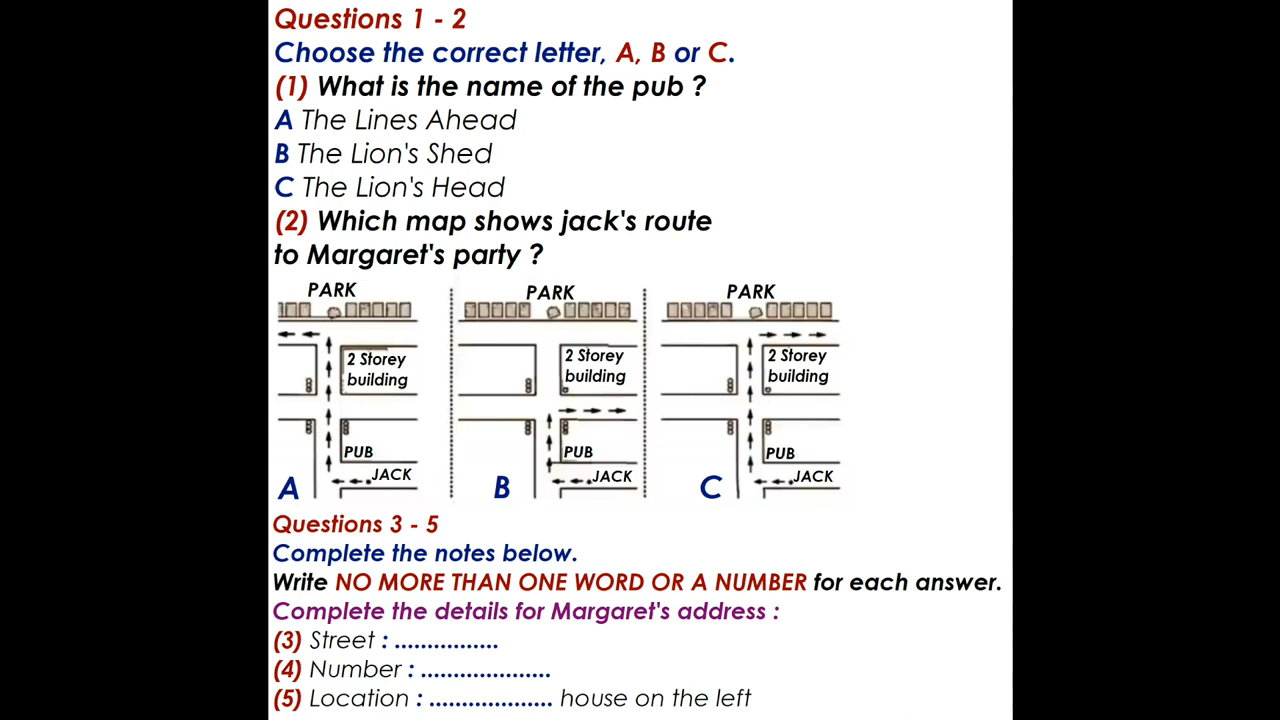 Questions 1 - 2
Choose the correct letter, A, B or C.
(1) What is the name of the pub ?
A The Lines Ahead
B The Lion's Shed
C The Lion's Head
(2) Which map shows jack's route
to Margaret's party ?
PARK
2 Storey
building
PUB
JACK
A
PARK
2 Storey
building
PUB
JACK
B
PARK
2 Storey
building
PUB
JACK
C
Questions 3 - 5
Complete the notes below.
Write NO MORE THAN ONE WORD OR A NUMBER for each answer.
Complete the details for Margaret's address :
(3) Street : ................
(4) Number : ....................
(5) Location : ................... house on the left